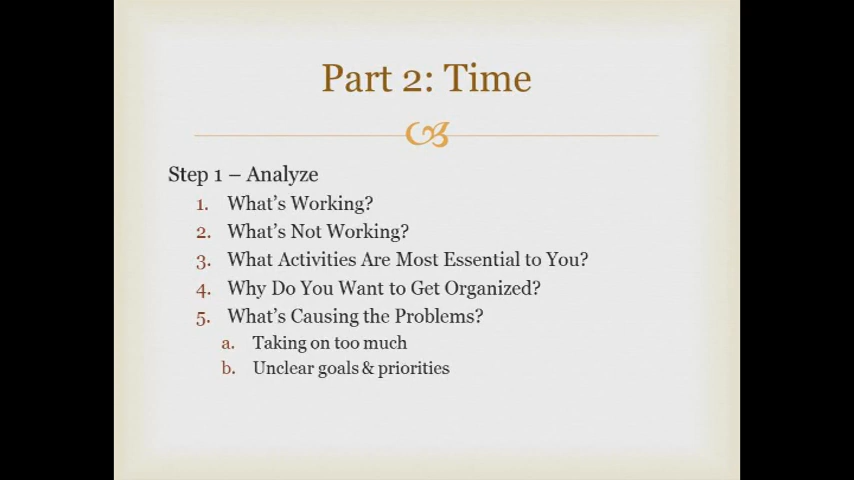 Part 2: Time
Step 1 – Analyze
1. What's Working?
2. What's Not Working?
3. What Activities Are Most Essential to You?
4. Why Do You Want to Get Organized?
5. What's Causing the Problems?
a. Taking on too much
b. Unclear goals & priorities